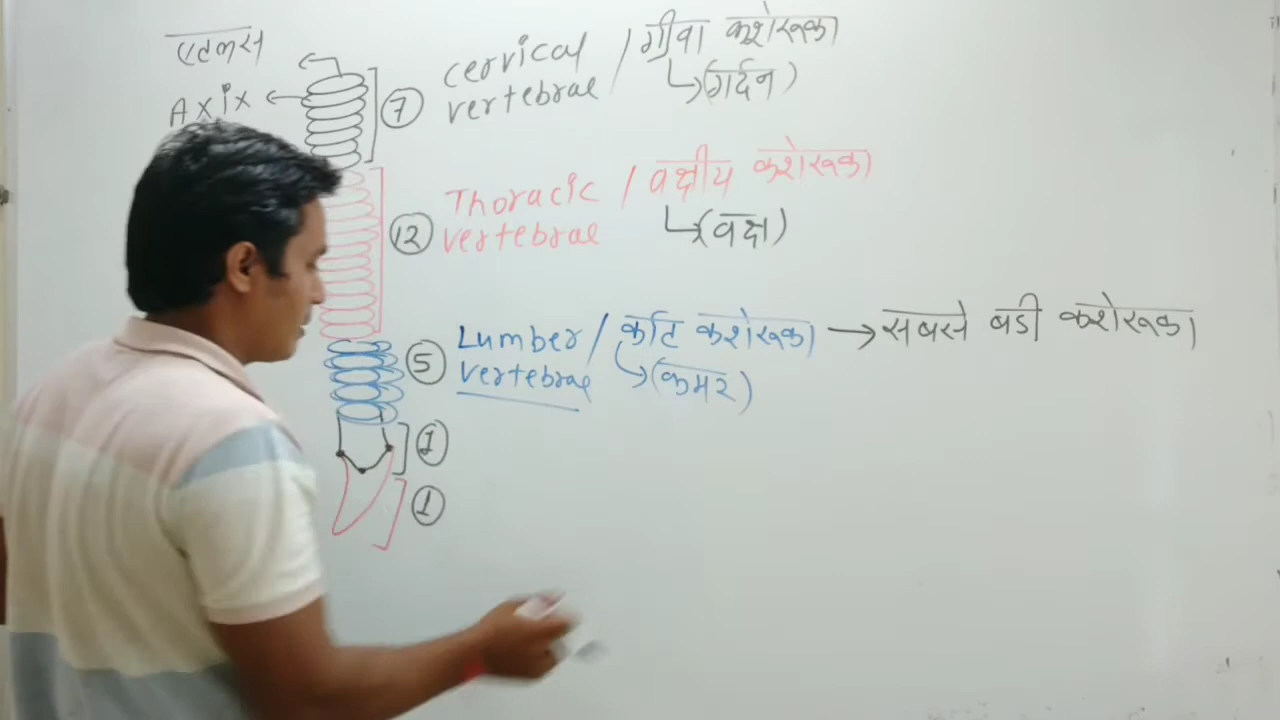 एटलस
Axix
7
cervical / ग्रीवा कशेरूका
vertebrae (गर्दन)
12
Thoracic / वक्षीय कशेरूका
vertebrae (वक्ष)
5
Lumber / कटि कशेरूका → सबसे बडी कशेरूका
vertebrae (कमर)
1
1